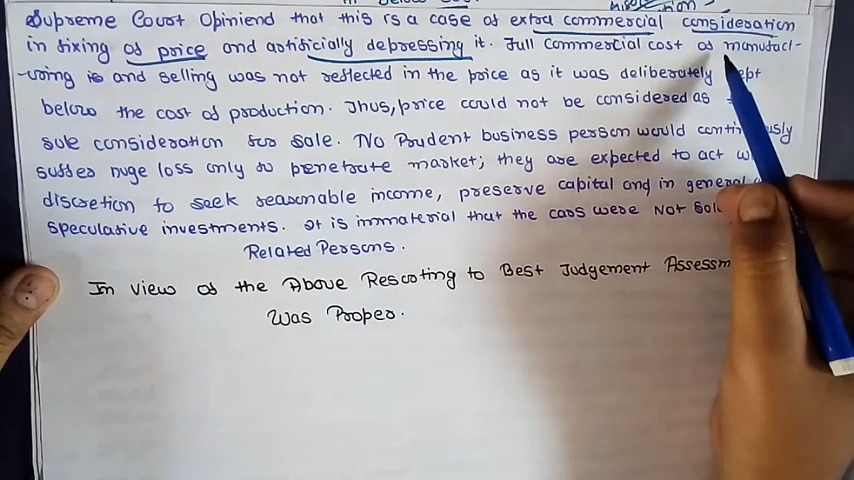 Supreme Court Opiniend that this is a case of extra commercial consideration
in fixing of price and artificially depressing it. Full commercial cost of manufact-
uring is and selling was not reflected in the price as it was deliberately kept
below the cost of production. Thus, price could not be considered as
sole consideration for sale. No Prudent business person would continuously
suffer huge loss only to penetrate market; they are expected to act
discretion to seek reasonable income, preserve capital and in general
speculative investments. It is immaterial that the cars were Not
Related Persons.
In view of the Above Resorting to Best Judgement
Was Proper.